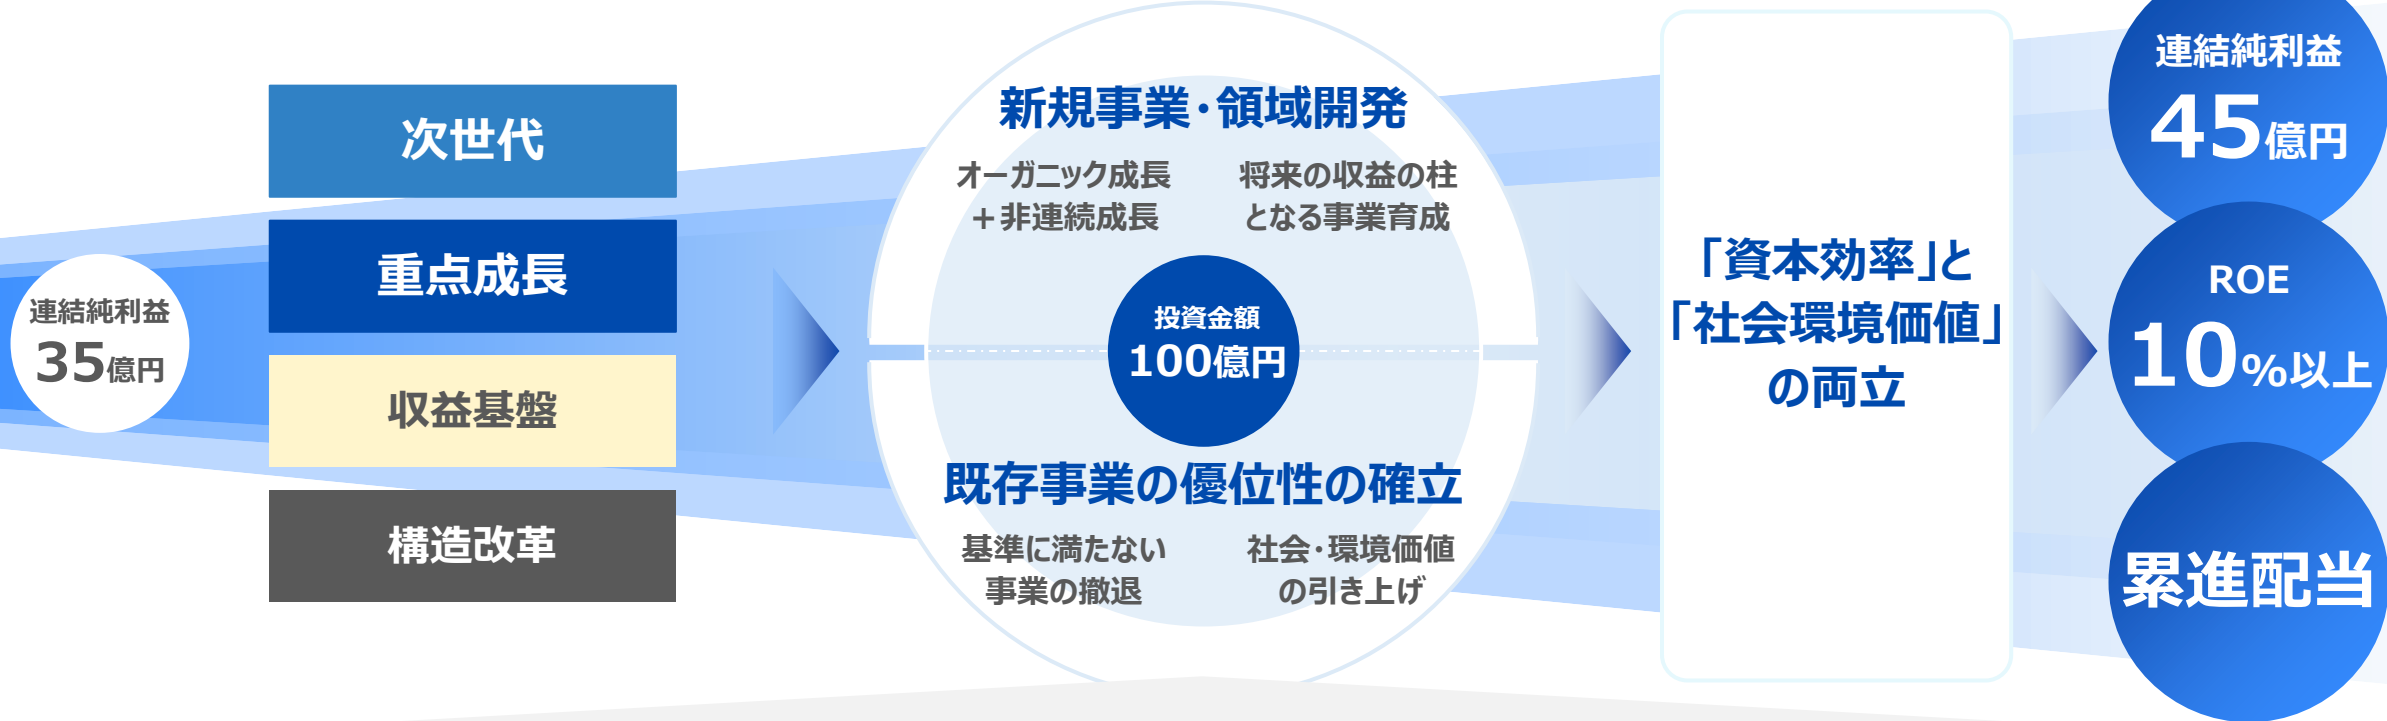 連結純利益
35億円
次世代
重点成長
収益基盤
構造改革
新規事業・領域開発
オーガニック成長
＋非連続成長
将来の収益の柱
となる事業育成
投資金額
100億円
既存事業の優位性の確立
基準に満たない
事業の撤退
社会・環境価値
の引き上げ
「資本効率」と
「社会環境価値」
の両立
連結純利益
45億円
ROE
10%以上
累進配当